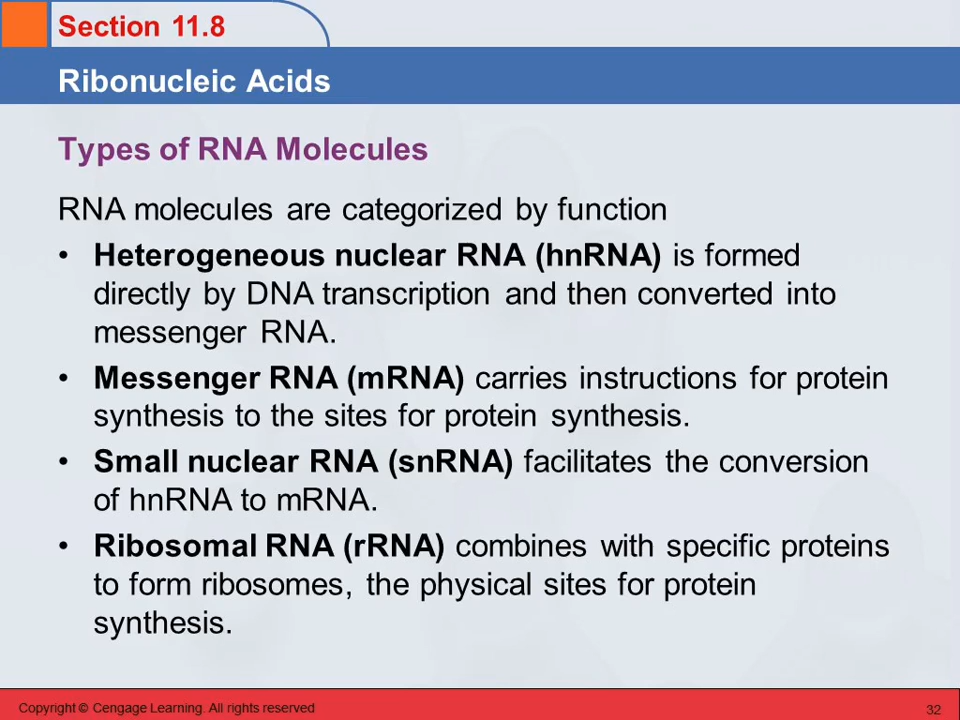 Section 11.8
Ribonucleic Acids
Types of RNA Molecules
RNA molecules are categorized by function
• Heterogeneous nuclear RNA (hnRNA) is formed
directly by DNA transcription and then converted into
messenger RNA.
• Messenger RNA (mRNA) carries instructions for protein
synthesis to the sites for protein synthesis.
• Small nuclear RNA (snRNA) facilitates the conversion
of hnRNA to mRNA.
• Ribosomal RNA (rRNA) combines with specific proteins
to form ribosomes, the physical sites for protein
synthesis.
Copyright © Cengage Learning. All rights reserved
32